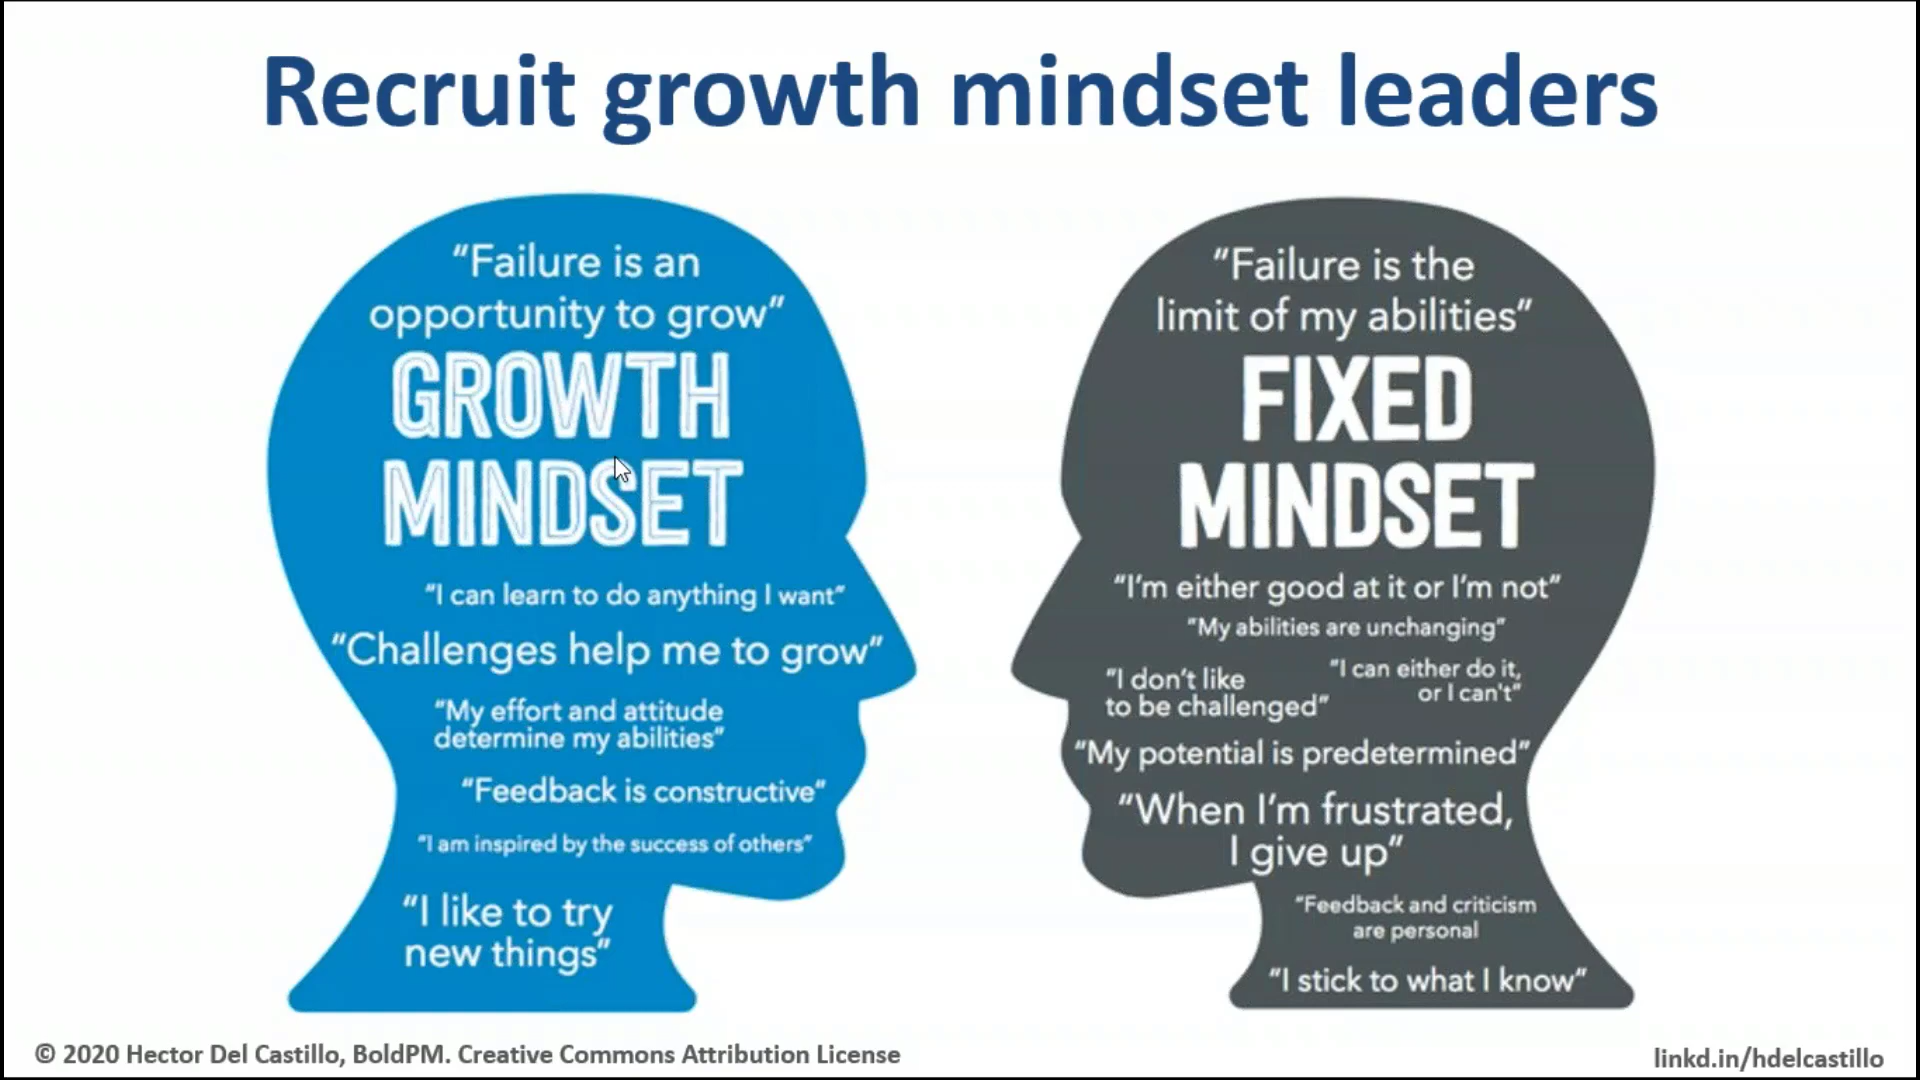 Recruit growth mindset leaders
“Failure is an
opportunity to grow”
GROWTH
MINDSET
“I can learn to do anything I want”
“Challenges help me to grow”
“My effort and attitude
determine my abilities”
“Feedback is constructive”
“I am inspired by the success of others”
“I like to try
new things”
“Failure is the
limit of my abilities”
FIXED
MINDSET
“I’m either good at it or I’m not”
“My abilities are unchanging”
“I don’t like
to be challenged”
“I can either do it,
or I can't”
“My potential is predetermined”
“When I’m frustrated,
I give up”
“Feedback and criticism
are personal
“I stick to what I know”
© 2020 Hector Del Castillo, BoldPM. Creative Commons Attribution License
linkd.in/hdelcastillo